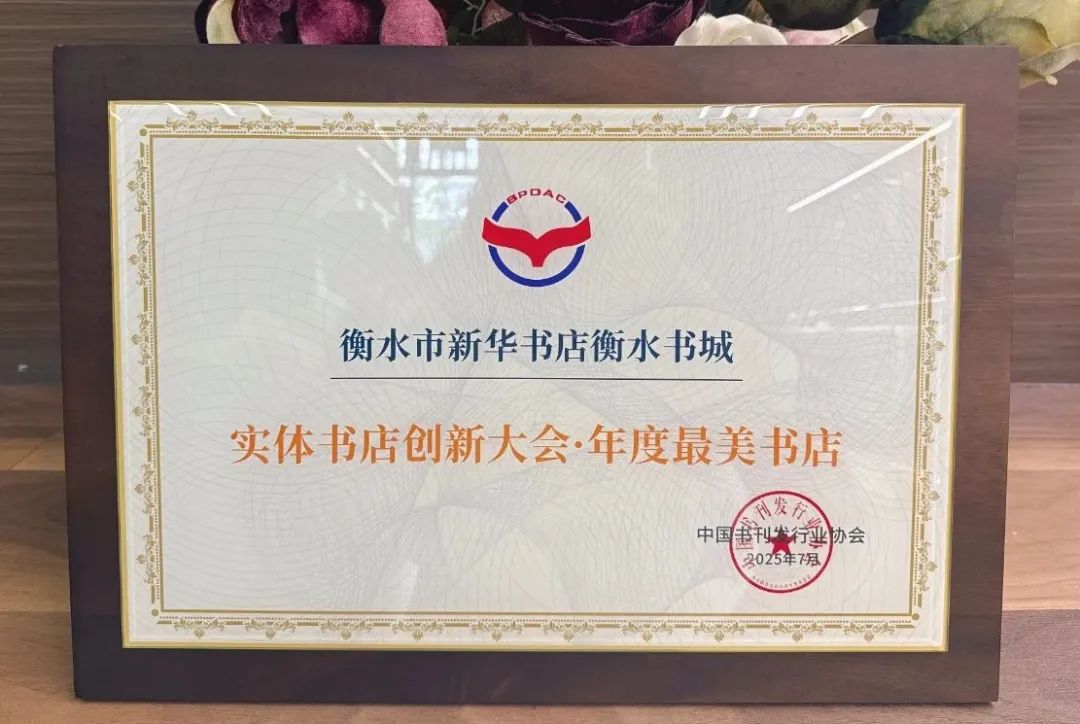 BPDAC
衡水市新华书店衡水书城
实体书店创新大会·年度最美书店
中国书刊发行业协会
2025年7月